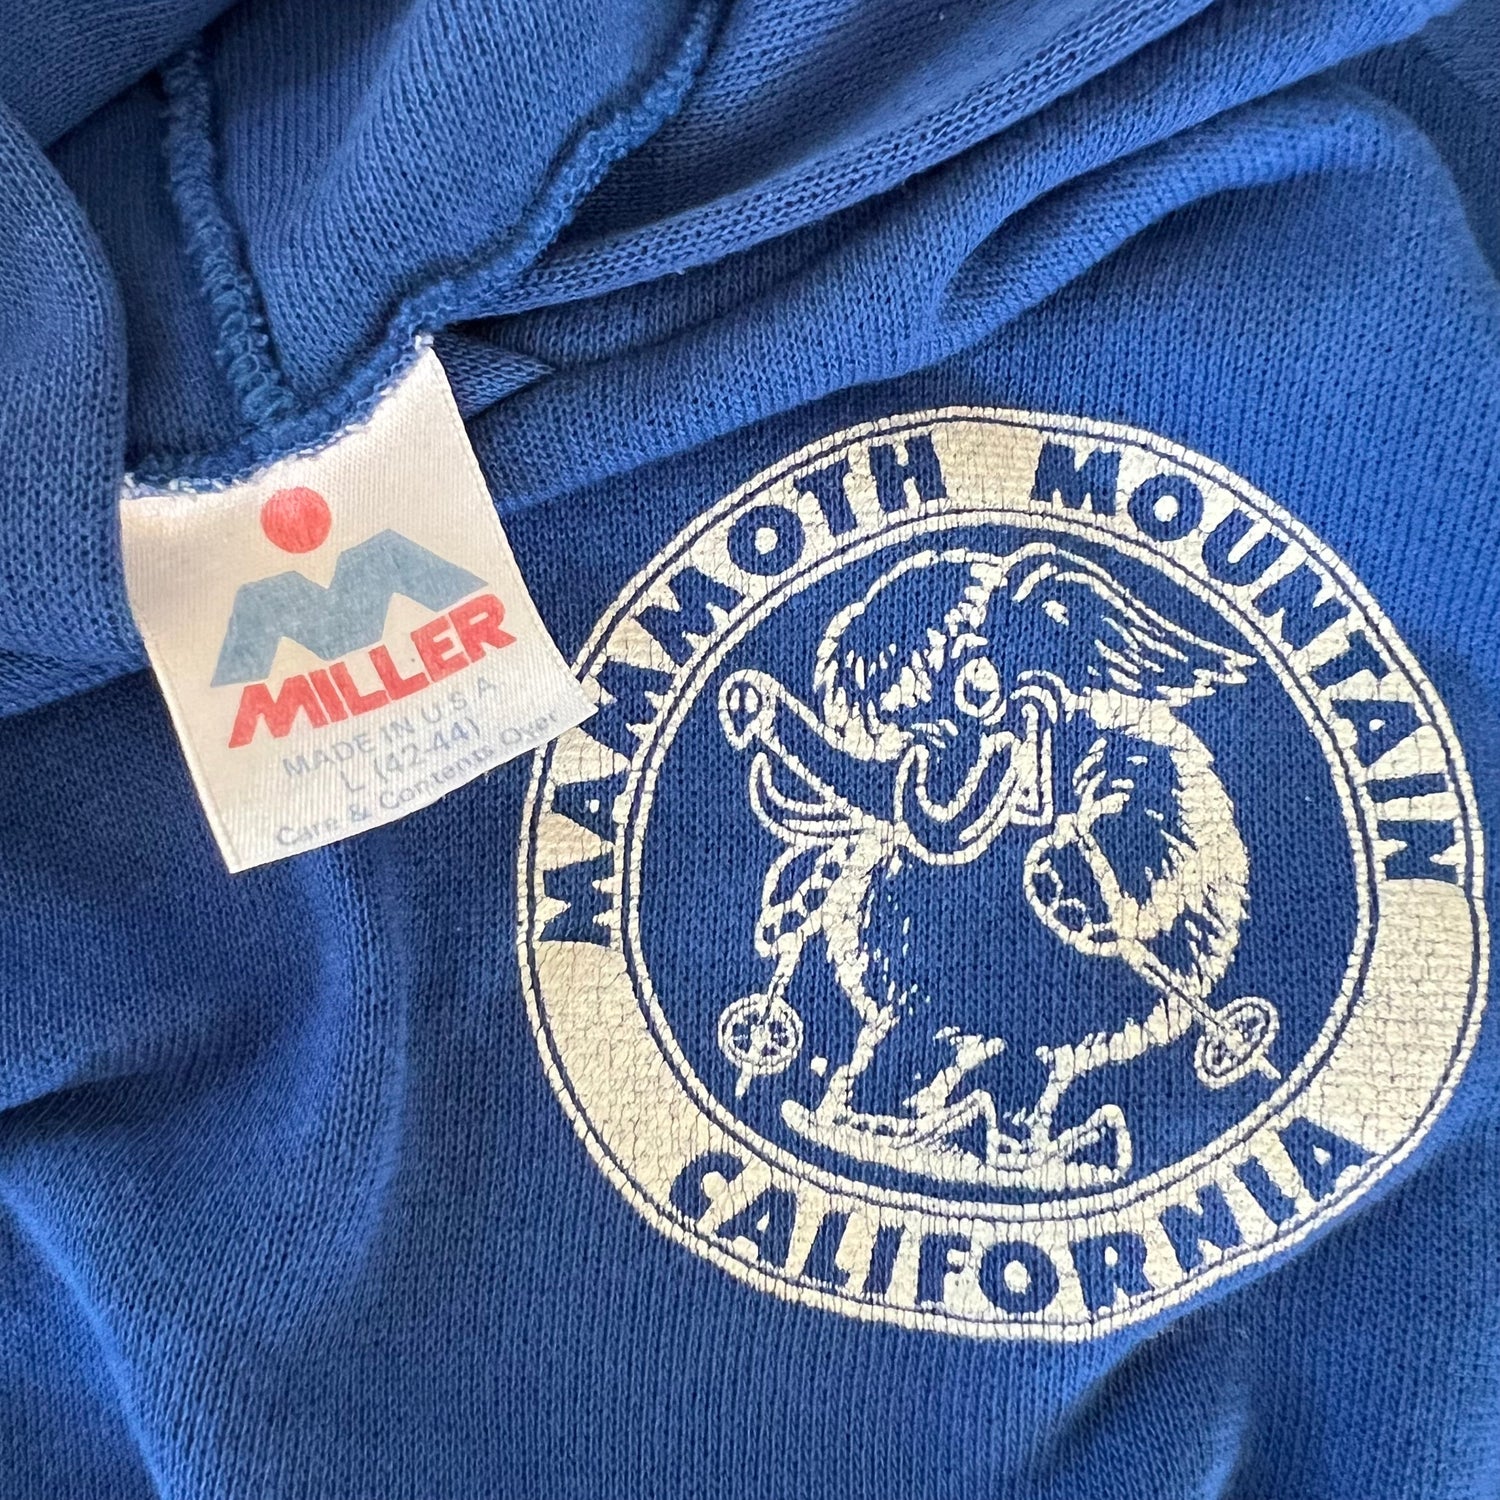 MILLER
MADE IN U S A
L (42-44)
Care & Contents Over
MAMMOTH MOUNTAIN
CALIFORNIA